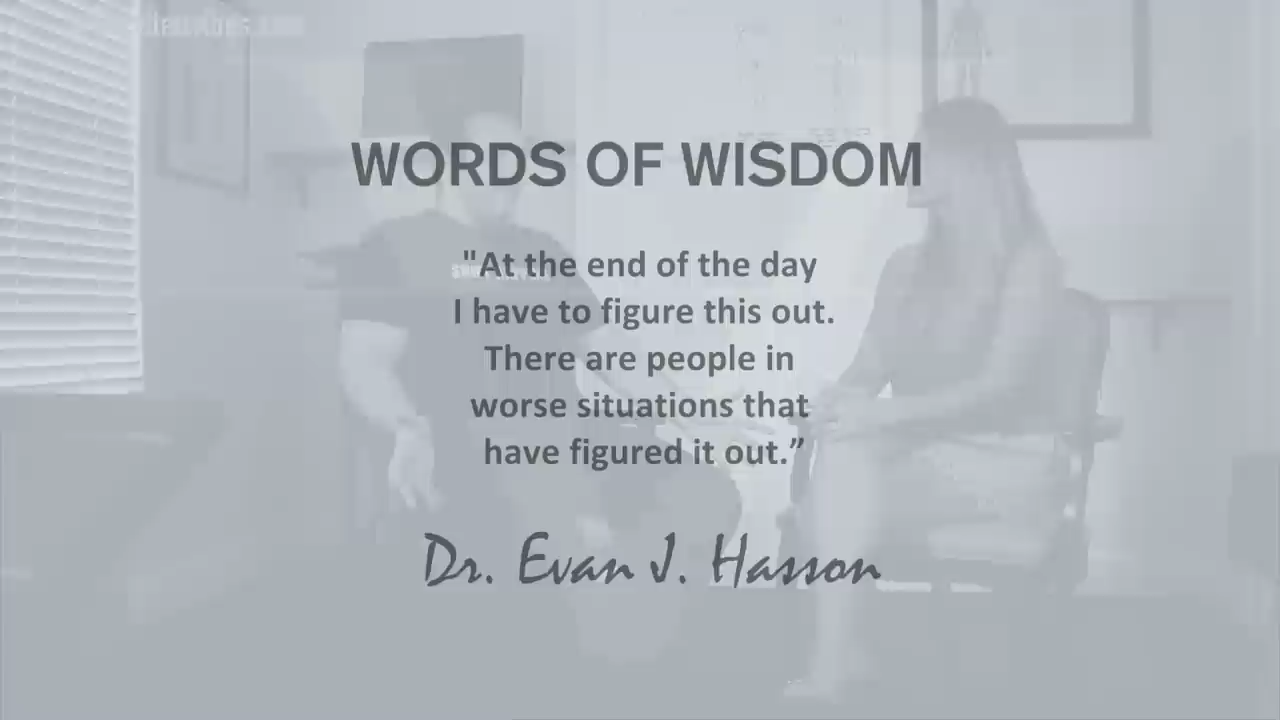 WORDS OF WISDOM
"At the end of the day
I have to figure this out.
There are people in
worse situations that
have figured it out.”
Dr. Evan J. Hasson